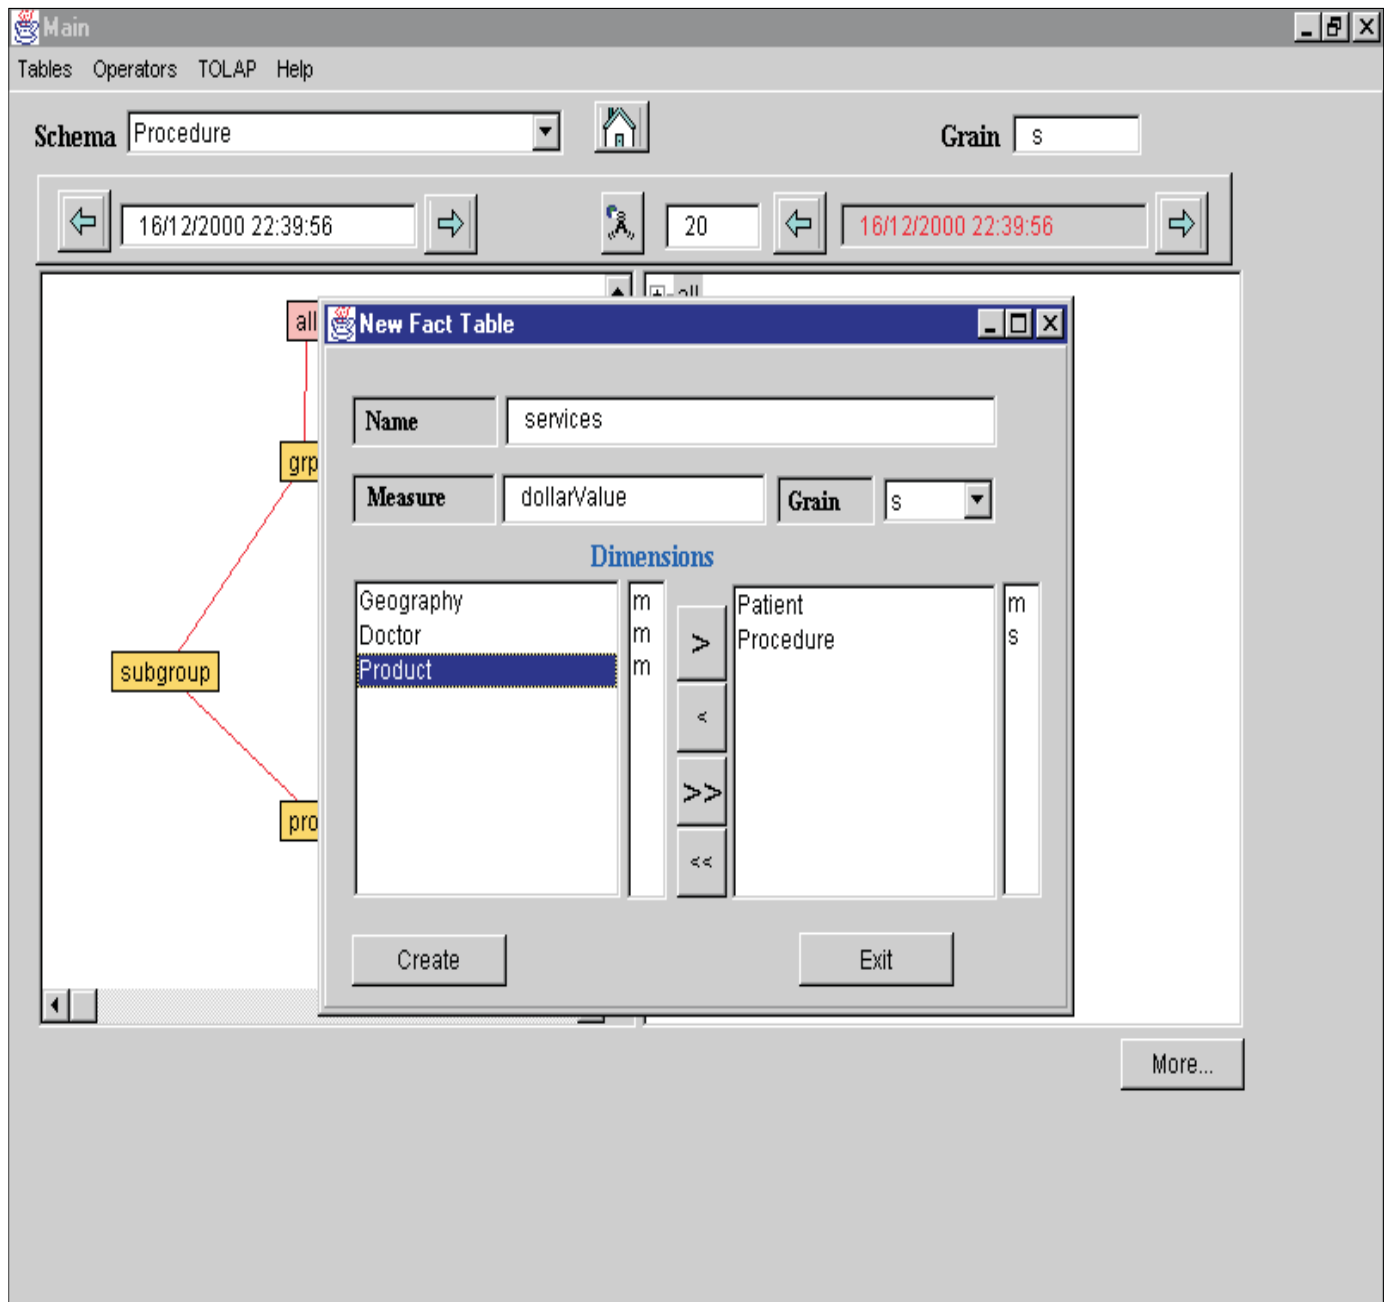 Main
Tables Operators TOLAP Help
Schema Procedure Grain s
16/12/2000 22:39:56 20 16/12/2000 22:39:56
all
all
New Fact Table
Name services
grp
Measure dollarValue Grain s
Dimensions
Geography m Patient m
Doctor m > Procedure s
Product m
subgroup
<
>>
pro
<<
Create Exit
More...